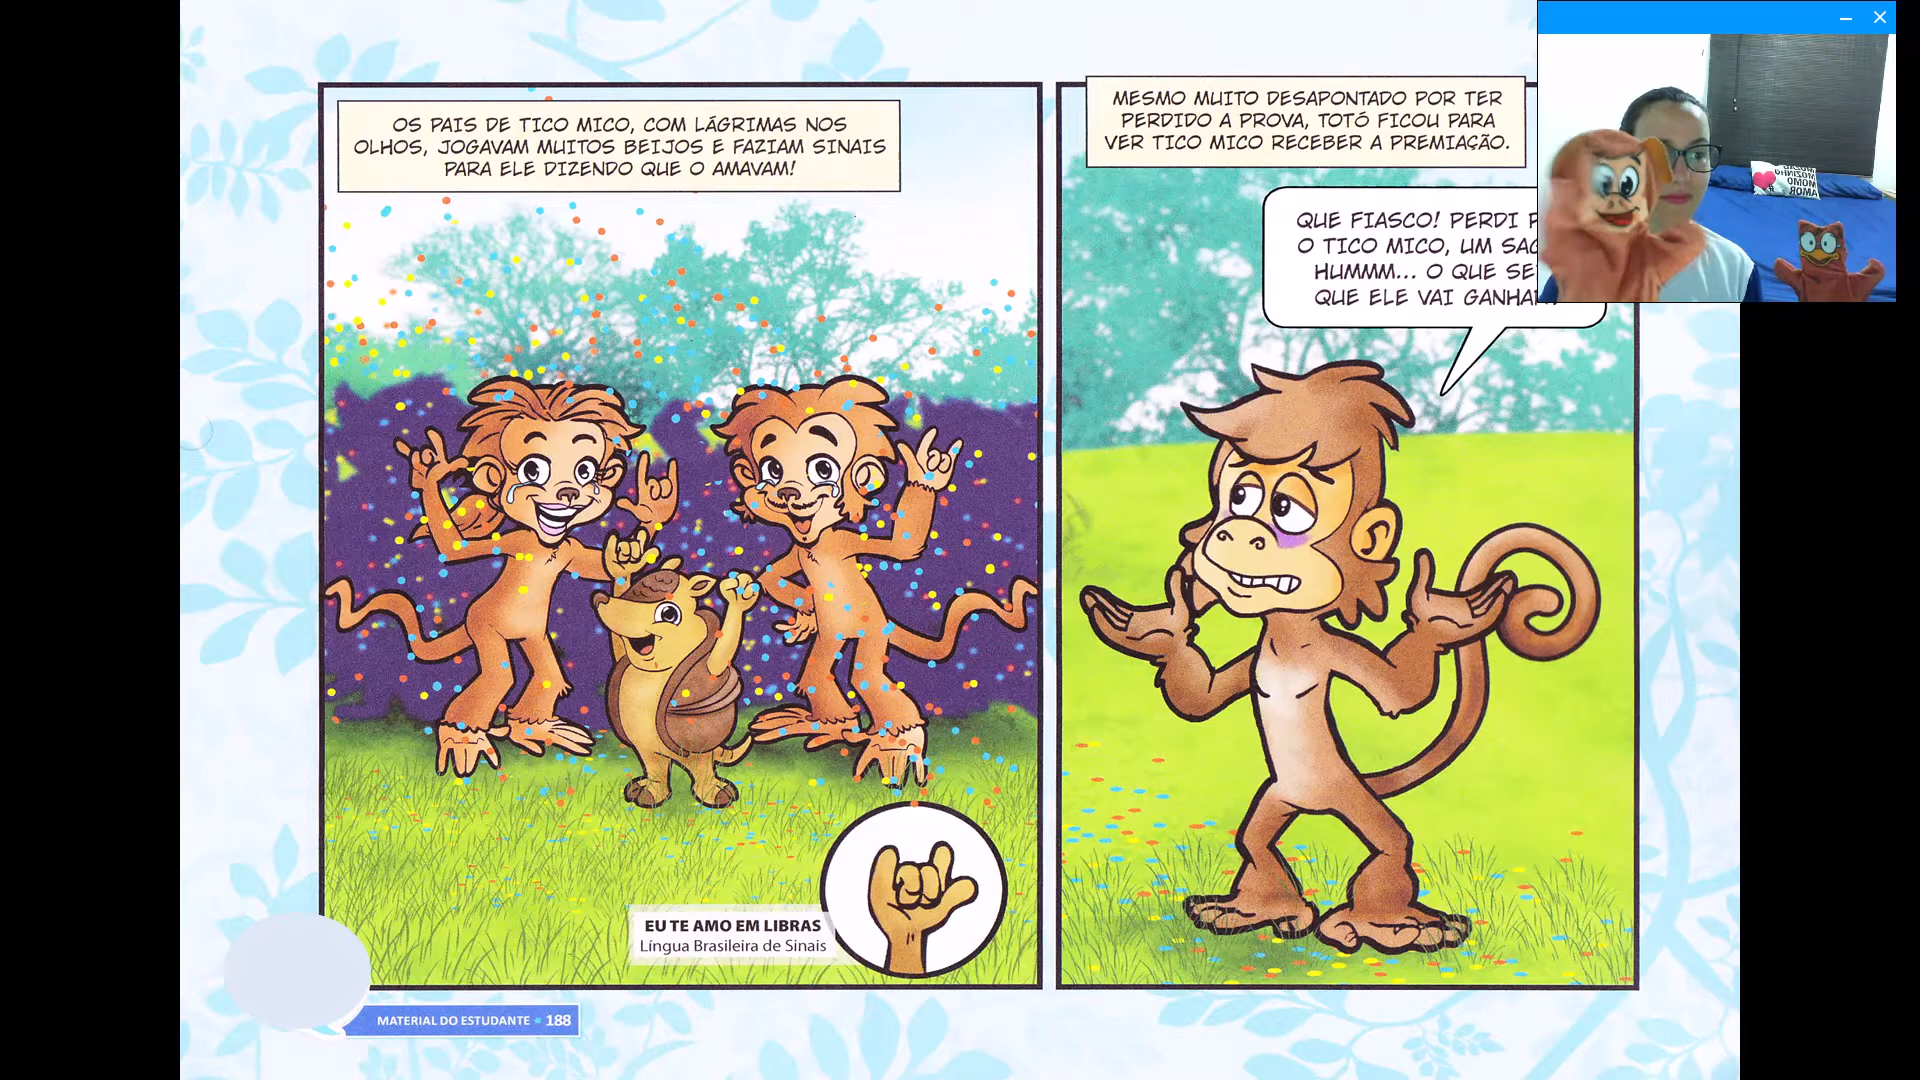 OS PAIS DE TICO MICO, COM LÁGRIMAS NOS
OLHOS, JOGAVAM MUITOS BEIJOS E FAZIAM SINAIS
PARA ELE DIZENDO QUE O AMAVAM!
EU TE AMO EM LIBRAS
Língua Brasileira de Sinais
MESMO MUITO DESAPONTADO POR TER
PERDIDO A PROVA, TOTÓ FICOU PARA
VER TICO MICO RECEBER A PREMIAÇÃO.
QUE FIASCO! PERDI
O TICO MICO, UM
HUMMM... O QUE
QUE ELE VAI
MATERIAL DO ESTUDANTE • 188